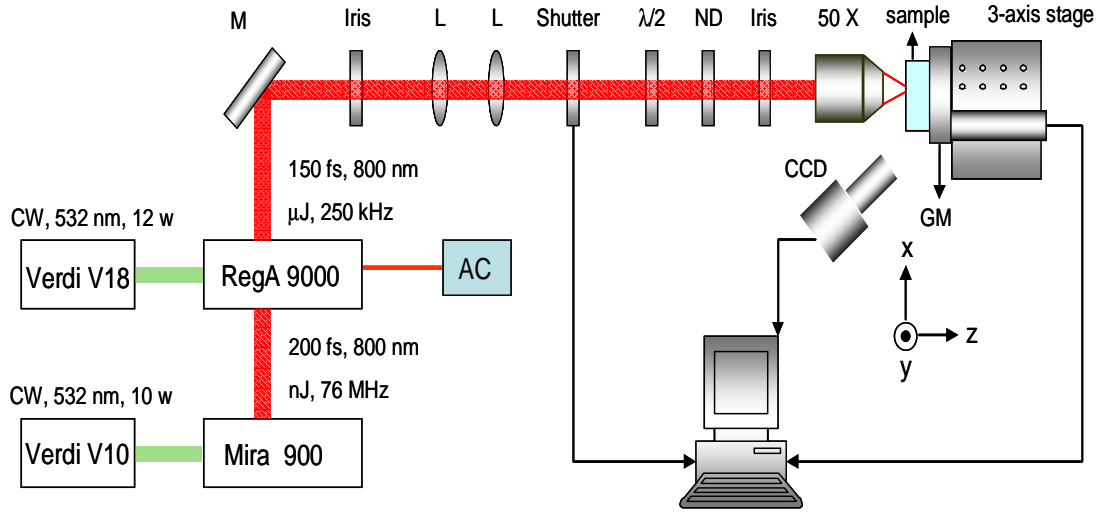 M
Iris
L
L
Shutter
λ/2
ND
Iris
50 X
sample
3-axis stage
150 fs, 800 nm
μJ, 250 kHz
CCD
GM
CW, 532 nm, 12 w
Verdi V18
RegA 9000
AC
x
z
y
200 fs, 800 nm
nJ, 76 MHz
CW, 532 nm, 10 w
Verdi V10
Mira 900